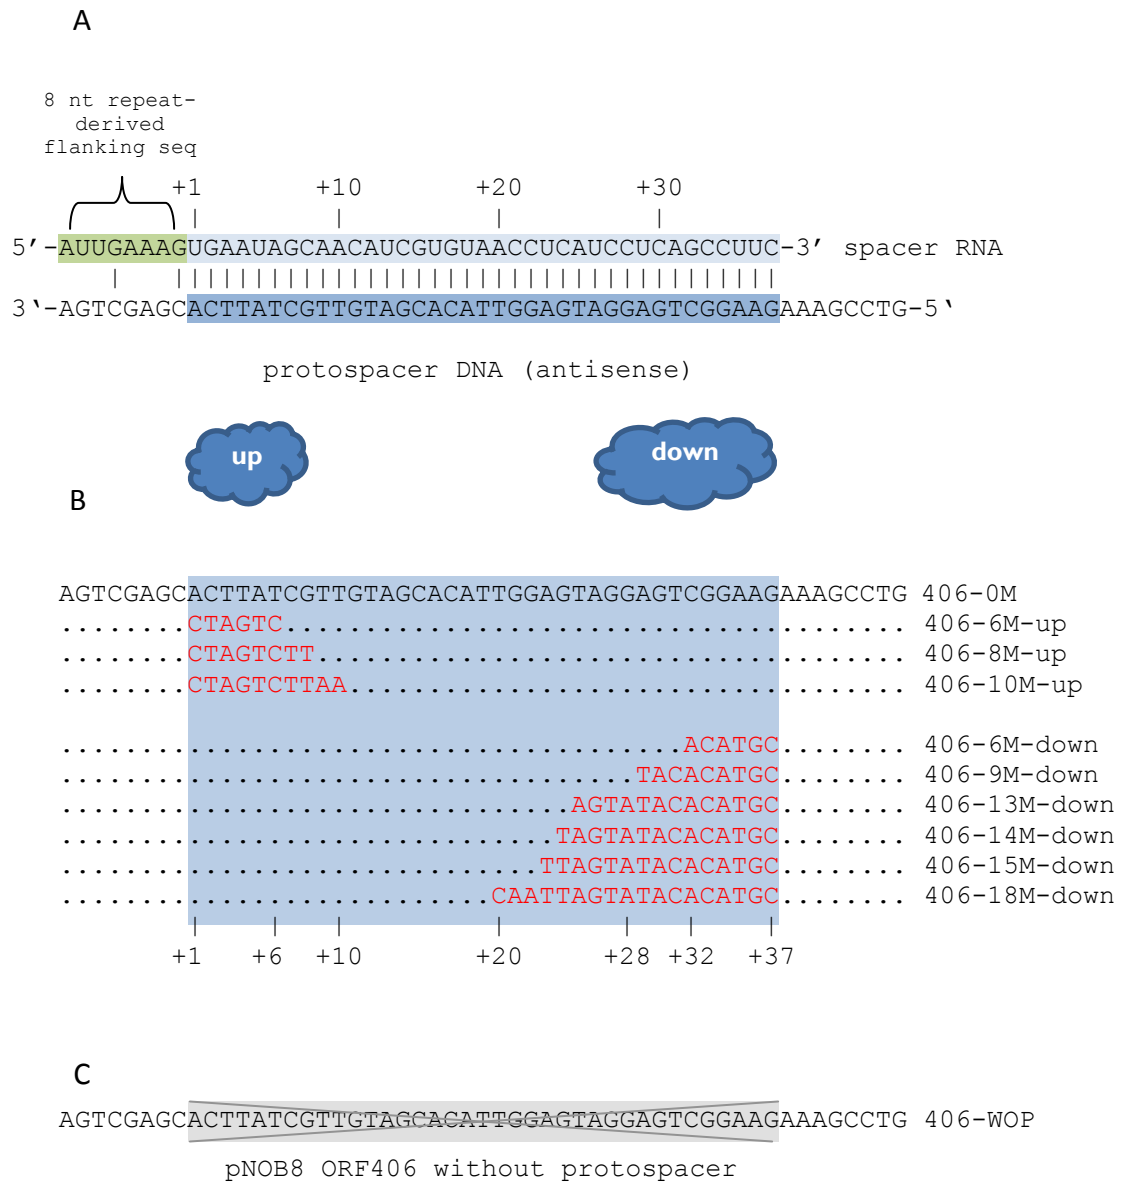 A
8 nt repeat-
derived
flanking seq
+1 +10 +20 +30
5′-AUUGAAAGUGAAUAGCAACAUCGUGUAACCUCAUCCUCAGCCUUC-3′ spacer RNA
3‘-AGTCGAGCACTTATCGTTGTAGCACATTGGAGTAGGAGTCGGAAGAAAGCCTG-5‘
protospacer DNA (antisense)
up down
B
AGTCGAGCACTTATCGTTGTAGCACATTGGAGTAGGAGTCGGAAGAAAGCCTG 406-0M
........CTAGTC....................................... 406-6M-up
........CTAGTCTT..................................... 406-8M-up
........CTAGTCTTAA................................... 406-10M-up
.......................................ACATGC........ 406-6M-down
....................................TACACATGC........ 406-9M-down
................................AGTATACACATGC........ 406-13M-down
...............................TAGTATACACATGC........ 406-14M-down
..............................TTAGTATACACATGC........ 406-15M-down
...........................CAATTAGTATACACATGC........ 406-18M-down
+1 +6 +10 +20 +28 +32 +37
C
AGTCGAGCACTTATCGTTGTAGCACATTGGAGTAGGAGTCGGAAGAAAGCCTG 406-WOP
pNOB8 ORF406 without protospacer